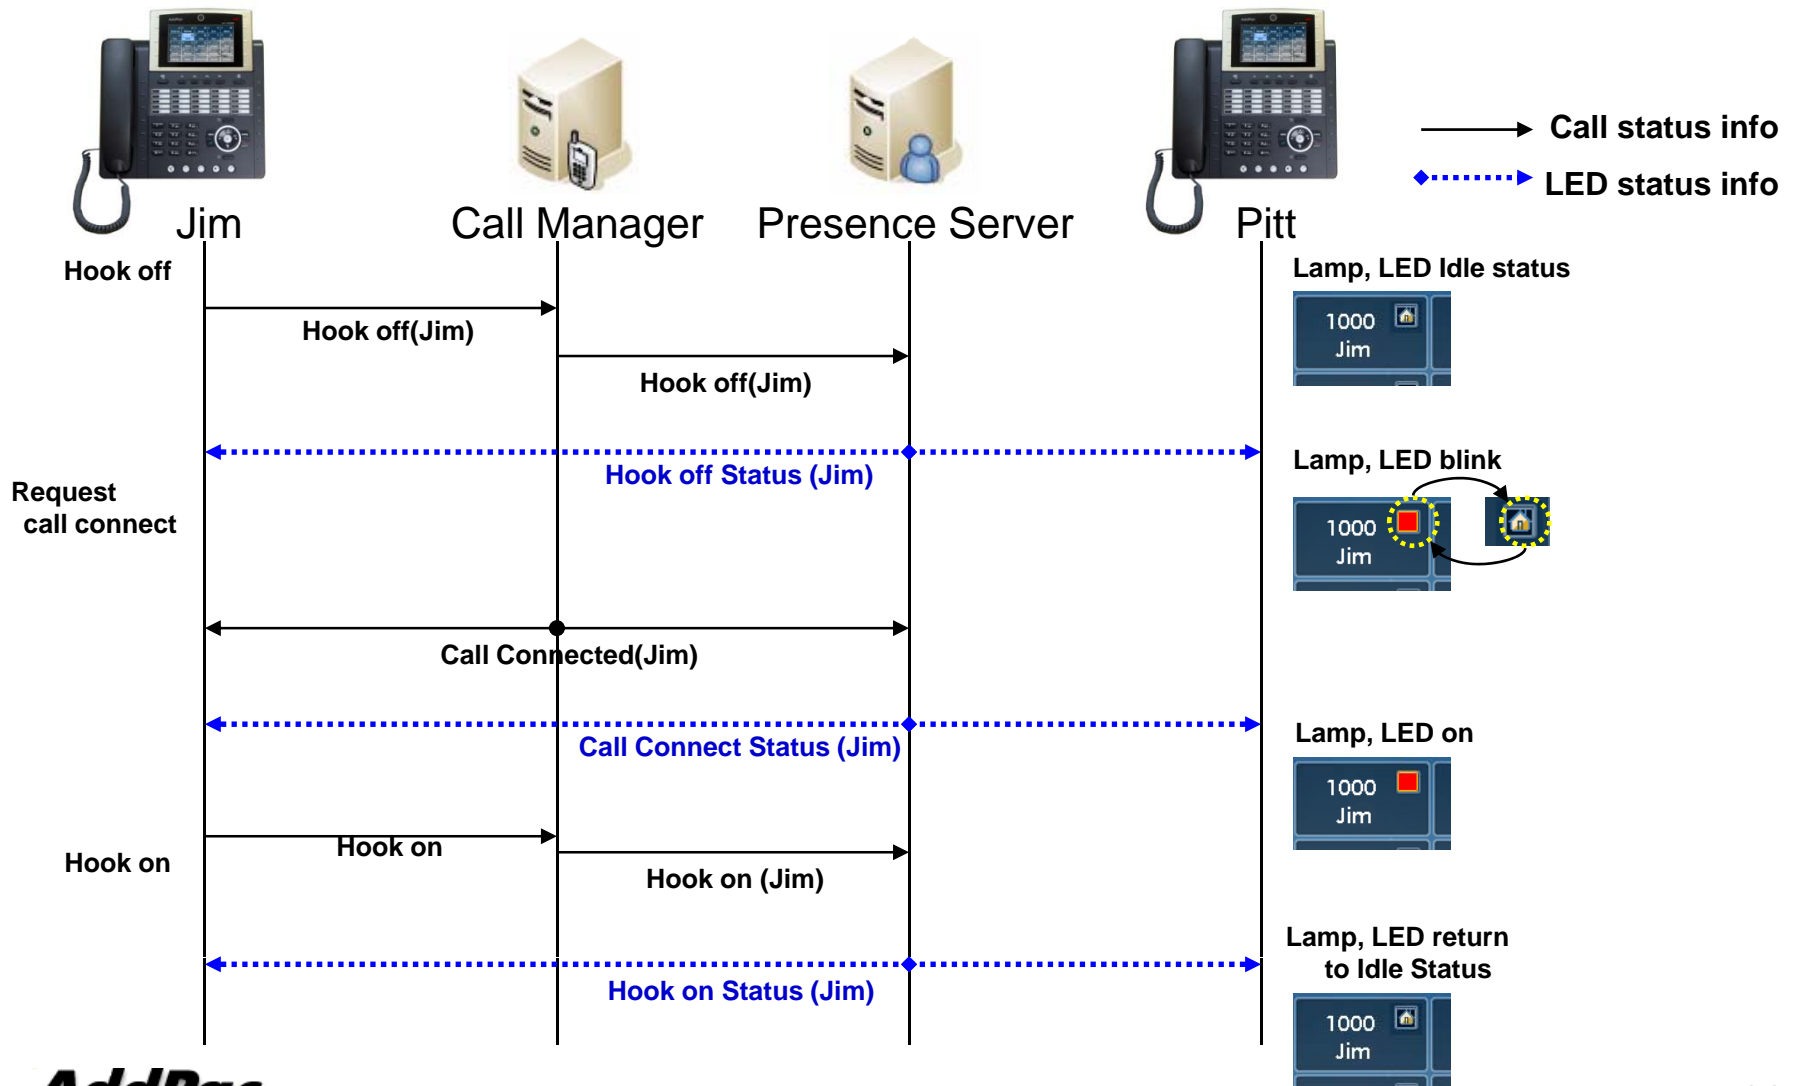 Call status info
LED status info
Jim
Call Manager
Presence Server
Pitt
Hook off
Lamp, LED Idle status
1000
Jim
Hook off(Jim)
Hook off(Jim)
Hook off Status (Jim)
Lamp, LED blink
Request
call connect
1000
Jim
Call Connected(Jim)
Call Connect Status (Jim)
Lamp, LED on
1000
Jim
Hook on
Hook on
Hook on (Jim)
Lamp, LED return
to Idle Status
Hook on Status (Jim)
1000
Jim
AddPac